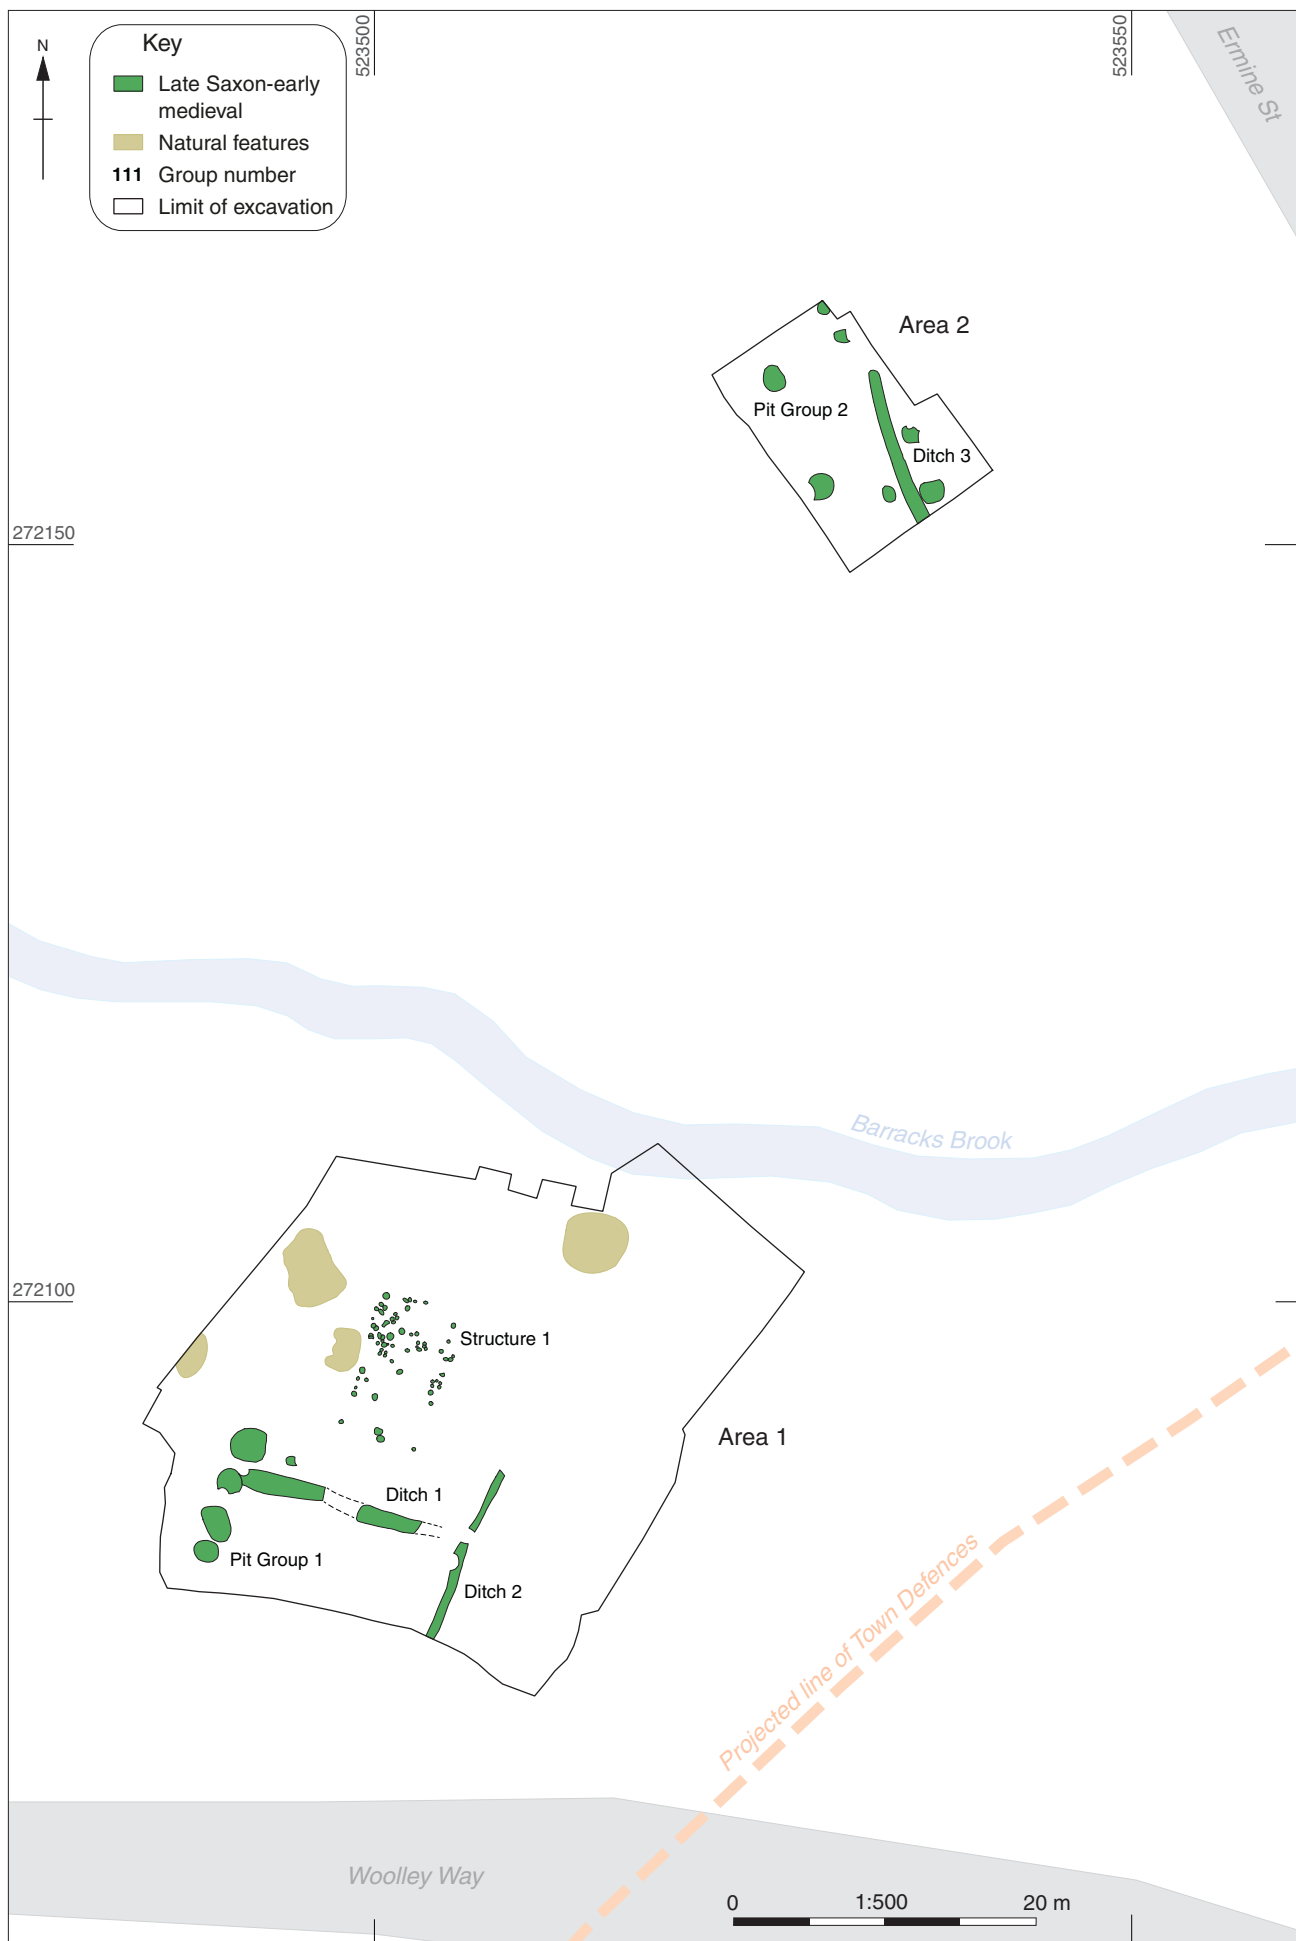 523500
523550
N
Key
Late Saxon-early
medieval
Natural features
111 Group number
Limit of excavation
Ermine St
Area 2
Pit Group 2
Ditch 3
272150
Barracks Brook
272100
Structure 1
Area 1
Ditch 1
Pit Group 1
Ditch 2
Projected line of Town Defences
Woolley Way
0 1:500 20 m